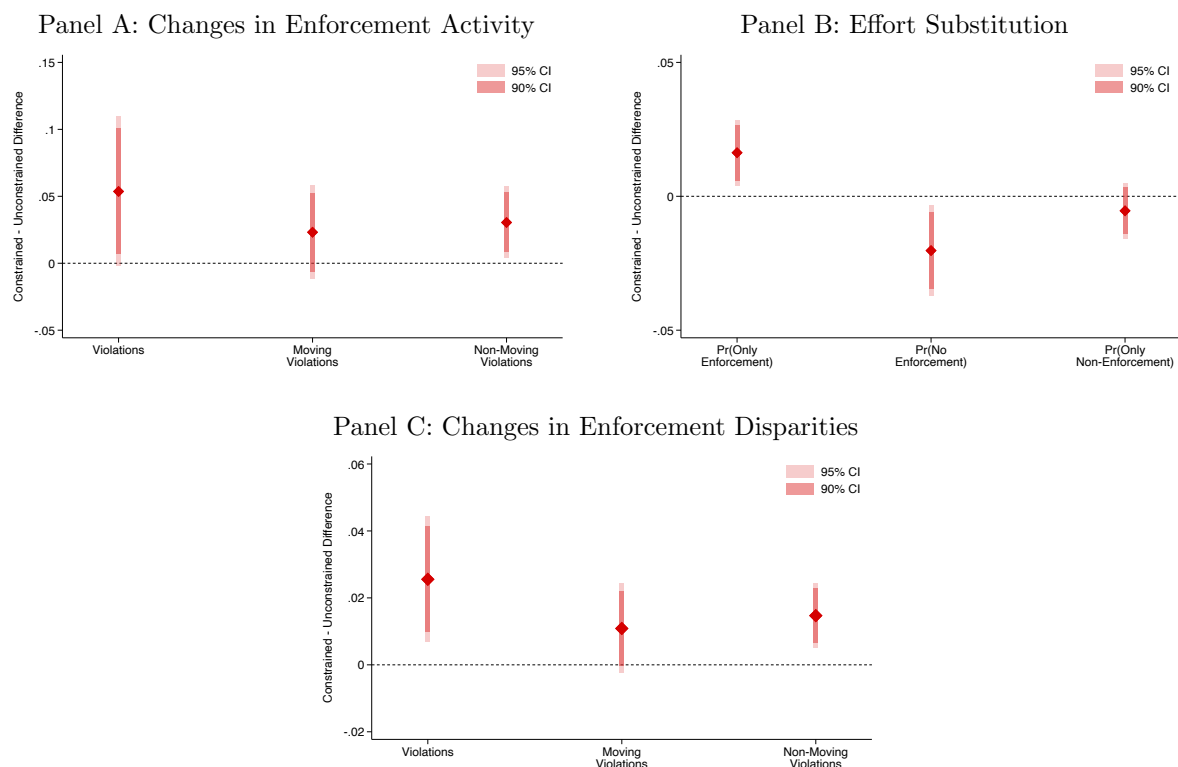 Panel A: Changes in Enforcement Activity
Constrained - Unconstrained Difference
.15
.1
.05
0
-.05
95% CI
90% CI
Violations
Moving
Violations
Non-Moving
Violations
Panel B: Effort Substitution
Constrained - Unconstrained Difference
.05
0
-.05
95% CI
90% CI
Pr(Only
Enforcement)
Pr(No
Enforcement)
Pr(Only
Non-Enforcement)
Panel C: Changes in Enforcement Disparities
Constrained - Unconstrained Difference
.06
.04
.02
0
-.02
95% CI
90% CI
Violations
Moving
Violations
Non-Moving
Violations